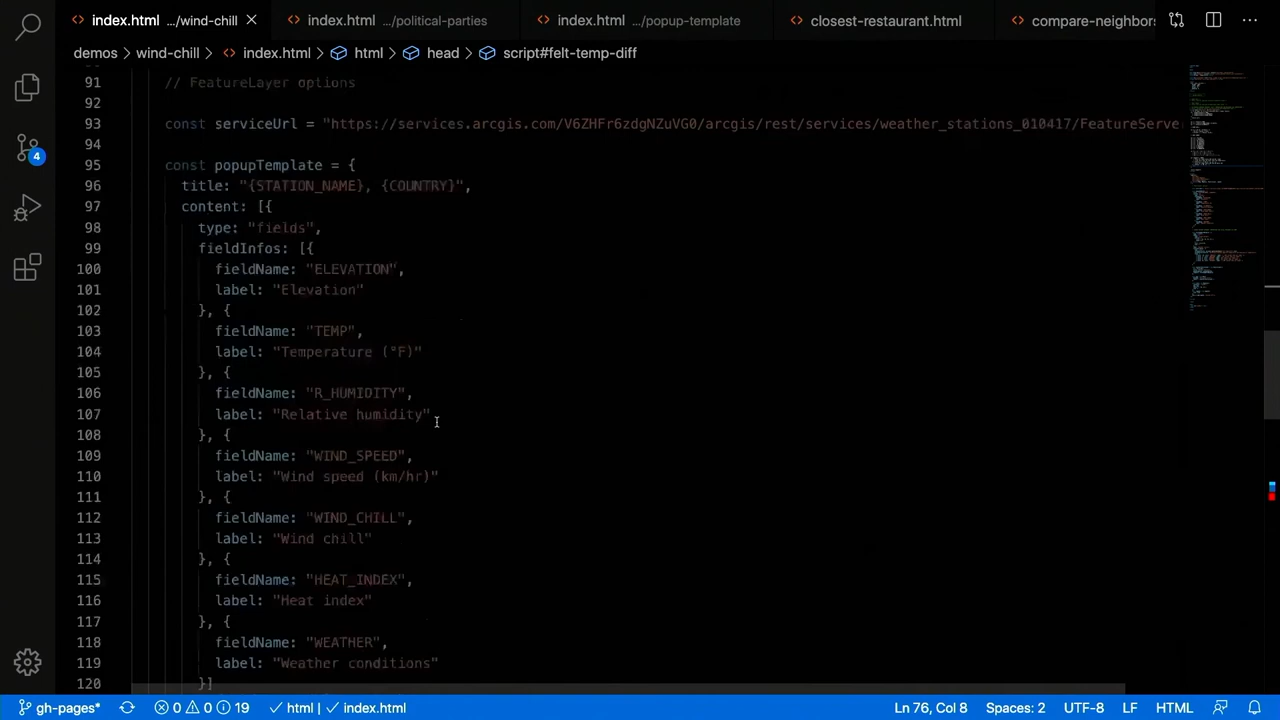 index.html .../wind-chill
index.html .../political-parties
index.html .../popup-template
closest-restaurant.html
compare-neighbors
demos > wind-chill > index.html > html > head > script#felt-temp-diff
91 // FeatureLayer options
92
93 const serviceUrl = "https://services.arcgis.com/V6ZHFr6zdgNZuVG0/arcgis/rest/services/weather_stations_010417/FeatureServe
94
95 const popupTemplate = {
96 title: "{STATION_NAME}, {COUNTRY}",
97 content: [{
98 type: "fields",
99 fieldInfos: [{
100 fieldName: "ELEVATION",
101 label: "Elevation"
102 }, {
103 fieldName: "TEMP",
104 label: "Temperature (°F)"
105 }, {
106 fieldName: "R_HUMIDITY",
107 label: "Relative humidity"
108 }, {
109 fieldName: "WIND_SPEED",
110 label: "Wind speed (km/hr)"
111 }, {
112 fieldName: "WIND_CHILL",
113 label: "Wind chill"
114 }, {
115 fieldName: "HEAT_INDEX",
116 label: "Heat index"
117 }, {
118 fieldName: "WEATHER",
119 label: "Weather conditions"
120 }]
4
gh-pages* 0 0 19 html | index.html Ln 76, Col 8 Spaces: 2 UTF-8 LF HTML